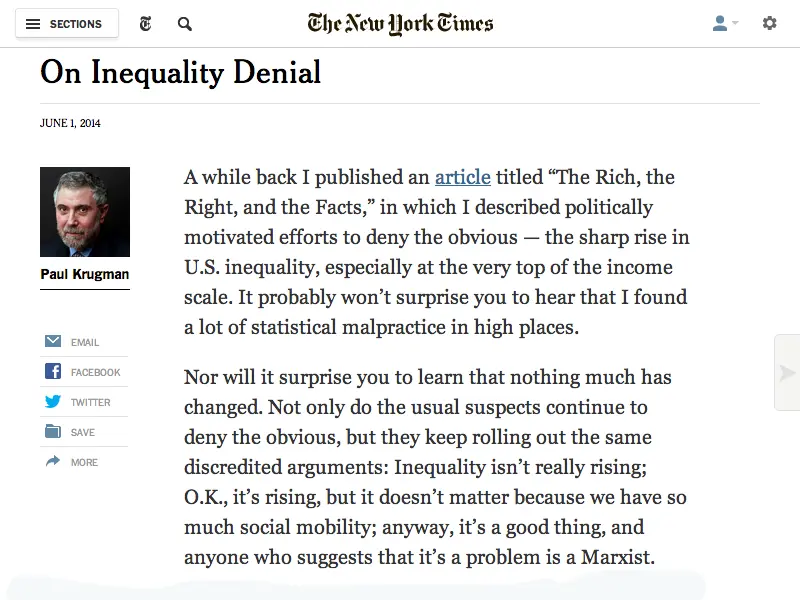 SECTIONS
The New York Times
On Inequality Denial
JUNE 1, 2014
A while back I published an article titled “The Rich, the
Right, and the Facts,” in which I described politically
motivated efforts to deny the obvious — the sharp rise in
U.S. inequality, especially at the very top of the income
scale. It probably won’t surprise you to hear that I found
a lot of statistical malpractice in high places.
Nor will it surprise you to learn that nothing much has
changed. Not only do the usual suspects continue to
deny the obvious, but they keep rolling out the same
discredited arguments: Inequality isn’t really rising;
O.K., it’s rising, but it doesn’t matter because we have so
much social mobility; anyway, it’s a good thing, and
anyone who suggests that it’s a problem is a Marxist.
Paul Krugman
EMAIL
FACEBOOK
TWITTER
SAVE
MORE